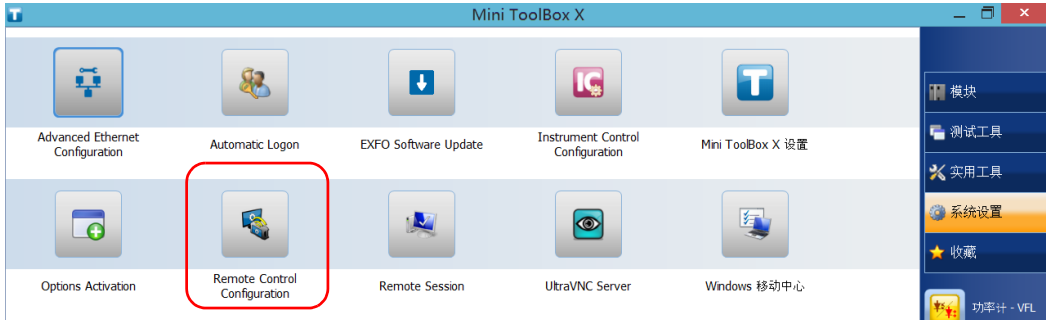 Mini ToolBox X
Advanced Ethernet
Configuration
Automatic Logon
EXFO Software Update
Instrument Control
Configuration
Mini ToolBox X 设置
Options Activation
Remote Control
Configuration
Remote Session
UltraVNC Server
Windows 移动中心
模块
测试工具
实用工具
系统设置
收藏
功率计 - VFL